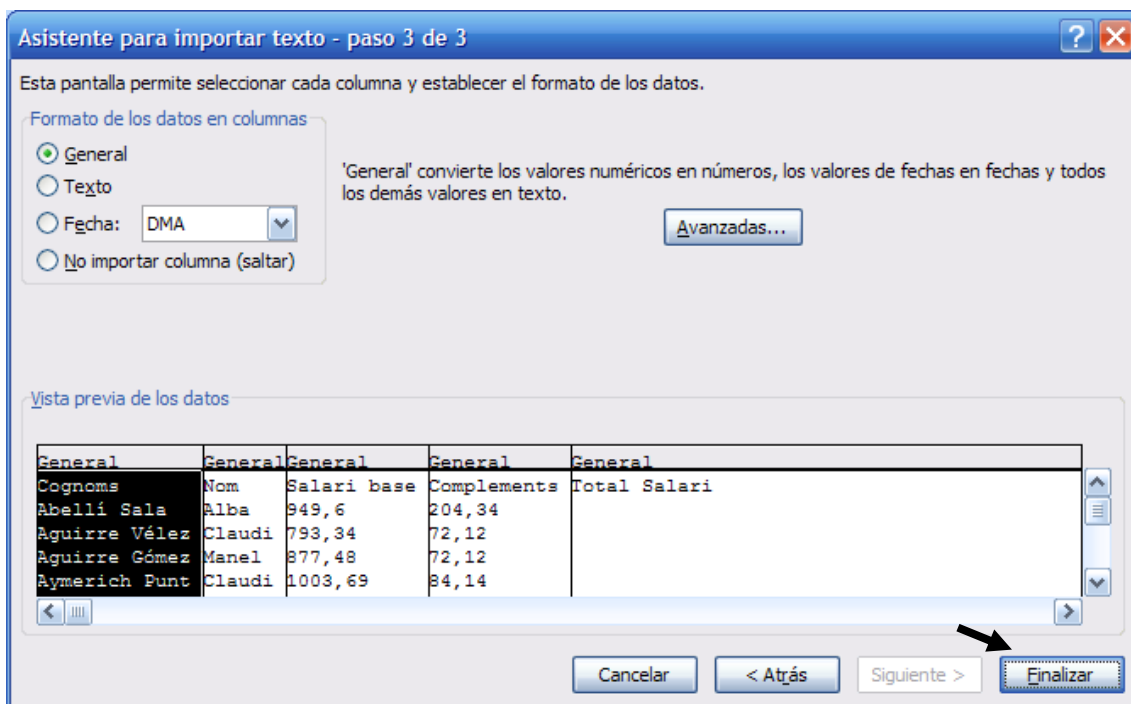 Asistente para importar texto - paso 3 de 3
Esta pantalla permite seleccionar cada columna y establecer el formato de los datos.
Formato de los datos en columnas
General
Texto
Fecha: DMA
No importar columna (saltar)
'General' convierte los valores numéricos en números, los valores de fechas en fechas y todos
los demás valores en texto.
Avanzadas...
Vista previa de los datos
General General General General General
Cognoms Nom Salari base Complements Total Salari
Abellí Sala Alba 949,6 204,34
Aguirre Vélez Claudi 793,34 72,12
Aguirre Gómez Manel 877,48 72,12
Aymerich Punt Claudi 1003,69 84,14
Cancelar < Atrás Siguiente > Finalizar